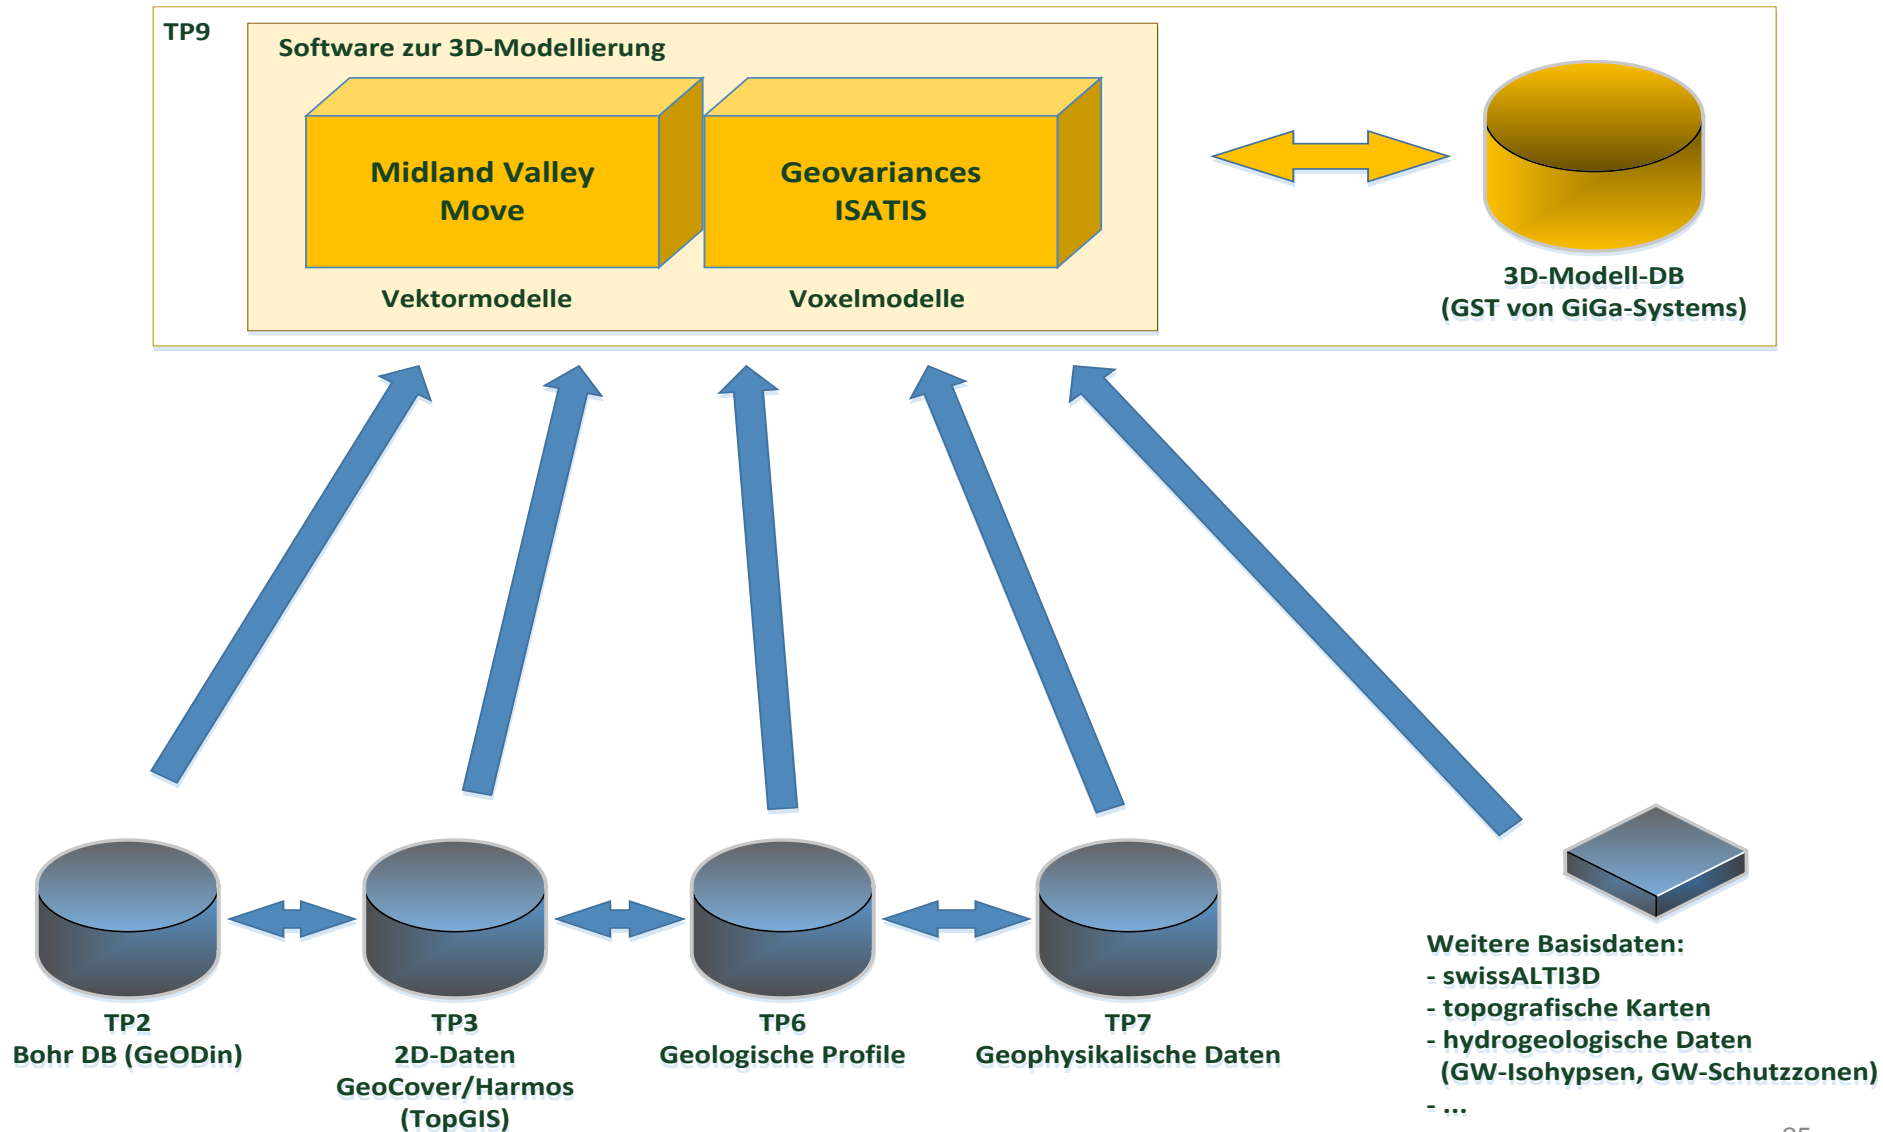 TP9
Software zur 3D-Modellierung
Midland Valley
Move
Geovariances
ISATIS
Vektormodelle
Voxelmodelle
3D-Modell-DB
(GST von GiGa-Systems)
TP2
Bohr DB (GeODin)
TP3
2D-Daten
GeoCover/Harmos
(TopGIS)
TP6
Geologische Profile
TP7
Geophysikalische Daten
Weitere Basisdaten:
- swissALTI3D
- topografische Karten
- hydrogeologische Daten
(GW-Isohypsen, GW-Schutzzonen)
- ...